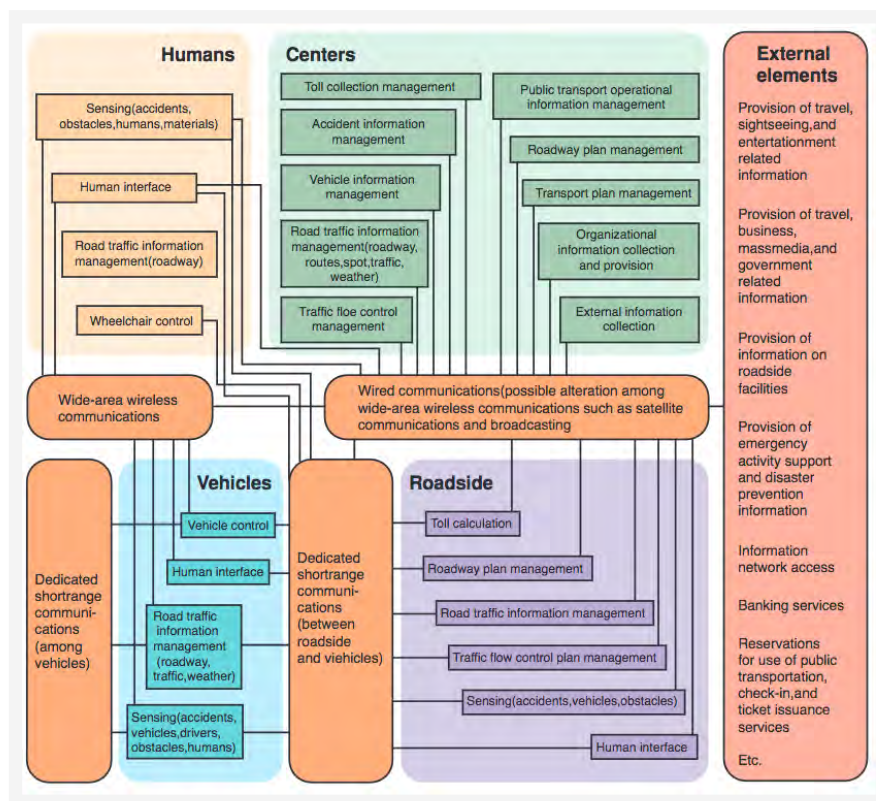 Humans
Sensing(accidents,
obstacles,humans,materials)
Human interface
Road traffic information
management(roadway)
Wheelchair control
Centers
Toll collection management
Accident information
management
Vehicle information
management
Road traffic information
management(roadway,
routes,spot,traffic,
weather)
Traffic floe control
management
Public transport operational
information management
Roadway plan management
Transport plan management
Organizational
information collection
and provision
External infomation
collection
External
elements
Provision of travel,
sightseeing,and
entertationment
related
information
Provision of travel,
business,
massmedia,and
government
related
information
Provision of
information on
roadside
facilities
Provision of
emergency
activity support
and disaster
prevention
information
Information
network access
Banking services
Reservations
for use of public
transportation,
check-in,and
ticket issuance
services
Etc.
Wide-area wireless
communications
Wired communications(possible alteration among
wide-area wireless communications such as satellite
communications and broadcasting
Dedicated
shortrange
communi-
cations
(among
vehicles)
Vehicles
Vehicle control
Human interface
Road traffic
information
management
(roadway,
traffic,weather)
Sensing(accidents,
vehicles,drivers,
obstacles,humans)
Dedicated
shortrange
communi-
cations
(between
roadside
and viehicles)
Roadside
Toll calculation
Roadway plan management
Road traffic information management
Traffic flow control plan management
Sensing(accidents,vehicles,obstacles)
Human interface